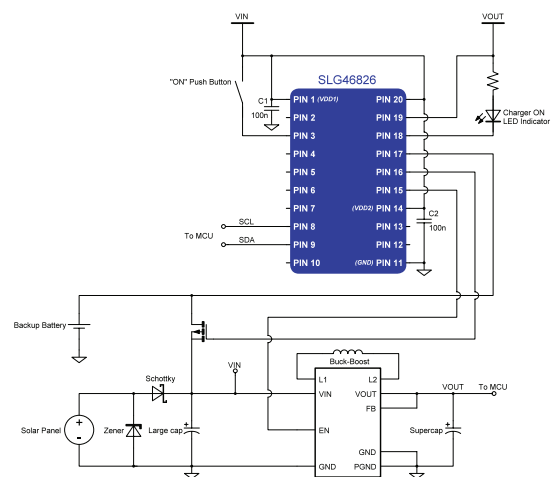 VIN
VOUT
SLG46826
"ON" Push Button
C1
100n
PIN 1 (VDD1)
PIN 2
PIN 3
PIN 4
PIN 5
PIN 6
PIN 7
PIN 8
PIN 9
PIN 10
PIN 20
PIN 19
PIN 18
PIN 17
PIN 16
PIN 15
(VDD2) PIN 14
PIN 13
PIN 12
(GND) PIN 11
Charger ON
LED Indicator
C2
100n
To MCU
SCL
SDA
Backup Battery
Buck-Boost
L1
L2
Schottky
VIN
VIN
VOUT
VOUT
To MCU
FB
Solar Panel
+
-
Zener
Large cap
+
EN
Supercap
+
GND
GND
PGND